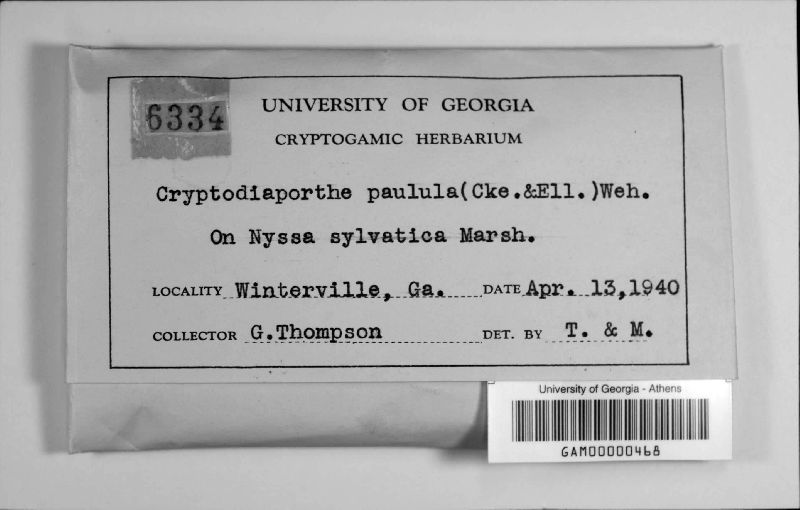 6334
UNIVERSITY OF GEORGIA
CRYPTOGAMIC HERBARIUM
Cryptodiaporthe paulula(Cke.&Ell.)Weh.
On Nyssa sylvatica Marsh.
LOCALITY Winterville, Ga. DATE Apr. 13,1940
COLLECTOR G.Thompson DET. BY T. & M.
University of Georgia - Athens
GAM00000468